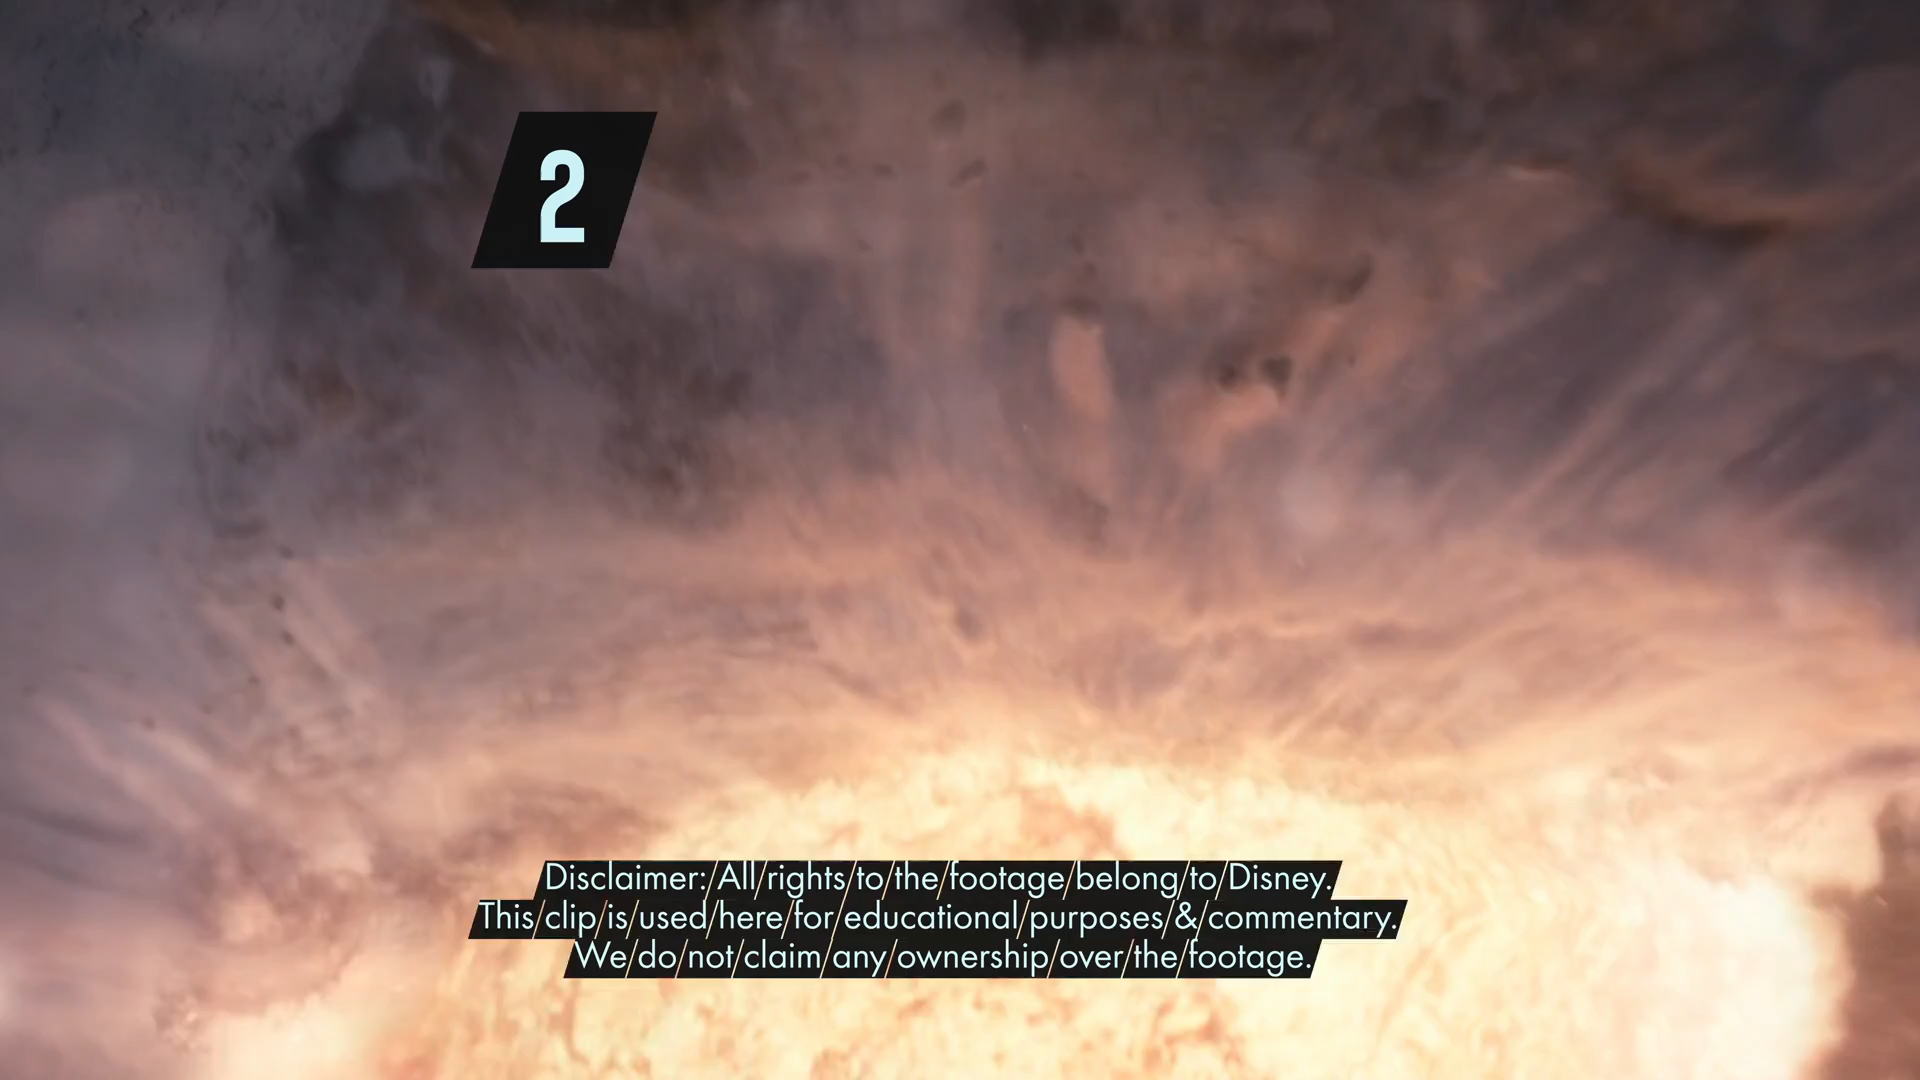 2
Disclaimer: All rights to the footage belong to Disney.
This clip is used here for educational purposes & commentary.
We do not claim any ownership over the footage.